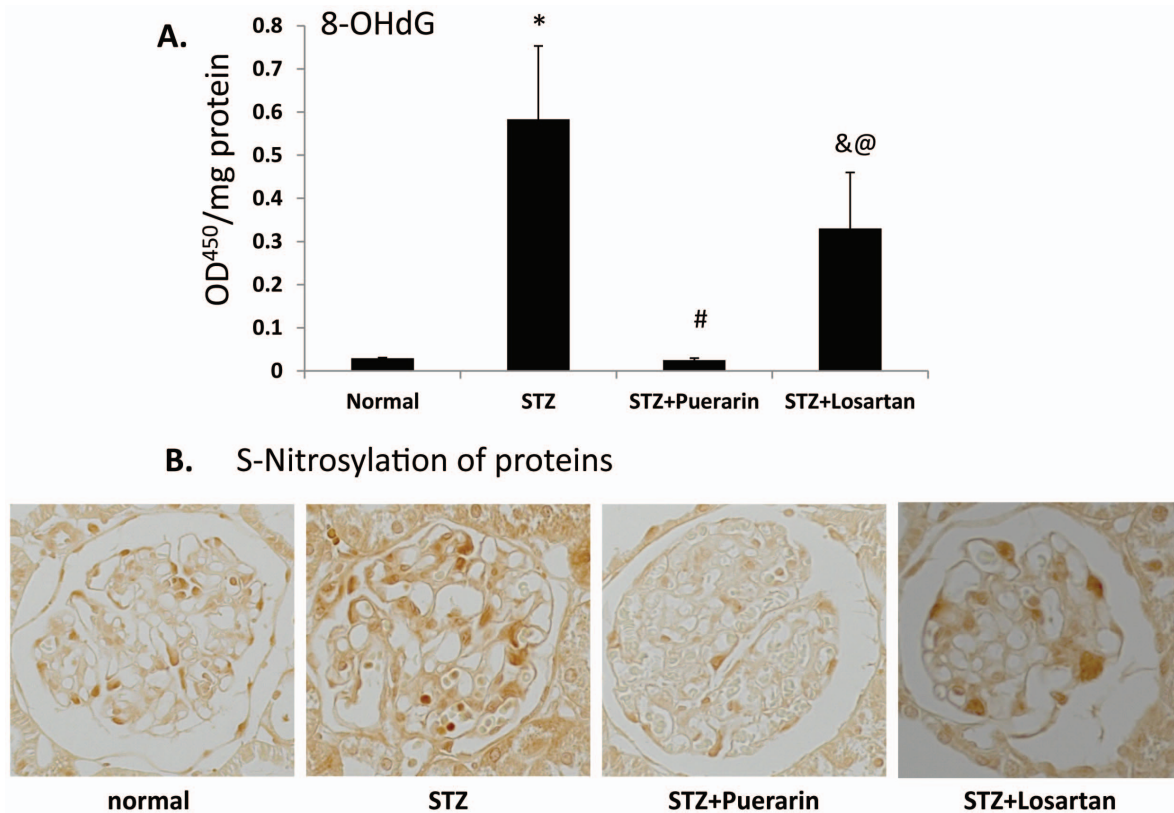 A.
8-OHdG
*
&@
#
OD⁴⁵⁰/mg protein
0.8
0.7
0.6
0.5
0.4
0.3
0.2
0.1
0
Normal STZ STZ+Puerarin STZ+Losartan
B. S-Nitrosylation of proteins
normal STZ STZ+Puerarin STZ+Losartan